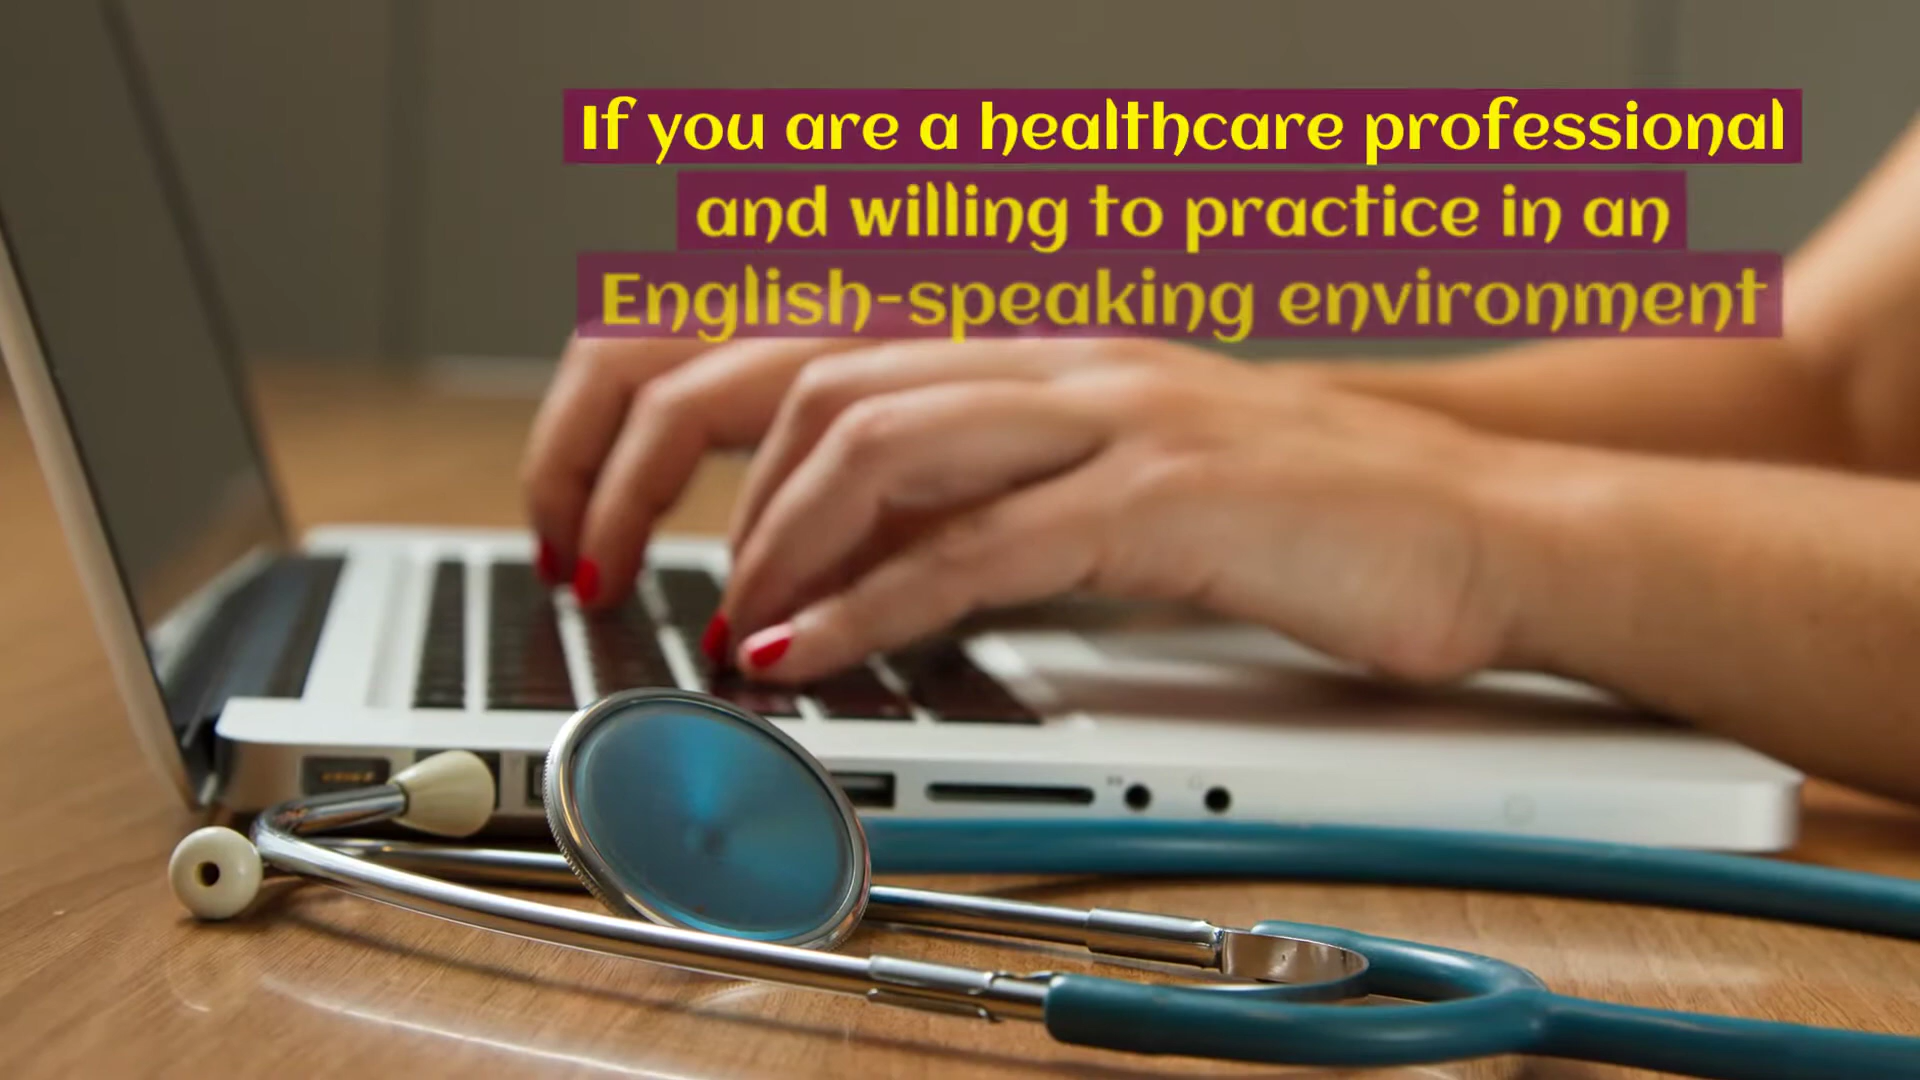 If you are a healthcare professional
and willing to practice in an
English-speaking environment